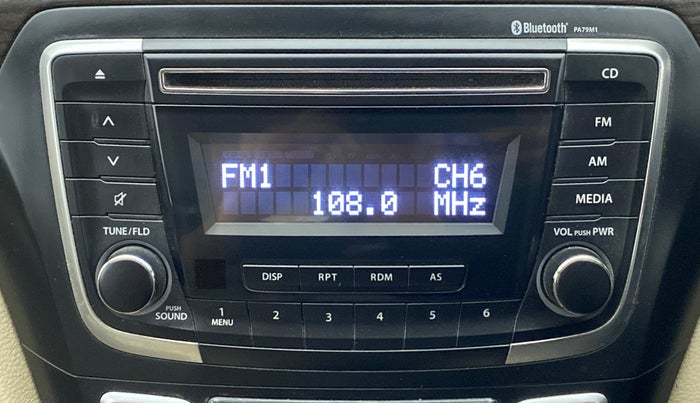 Bluetooth® PA79M1
CD
FM
AM
MEDIA
FM1 CH6
108.0 MHz
TUNE/FLD
VOL PUSH PWR
DISP RPT RDM AS
PUSH
SOUND
1 2 3 4 5 6
MENU